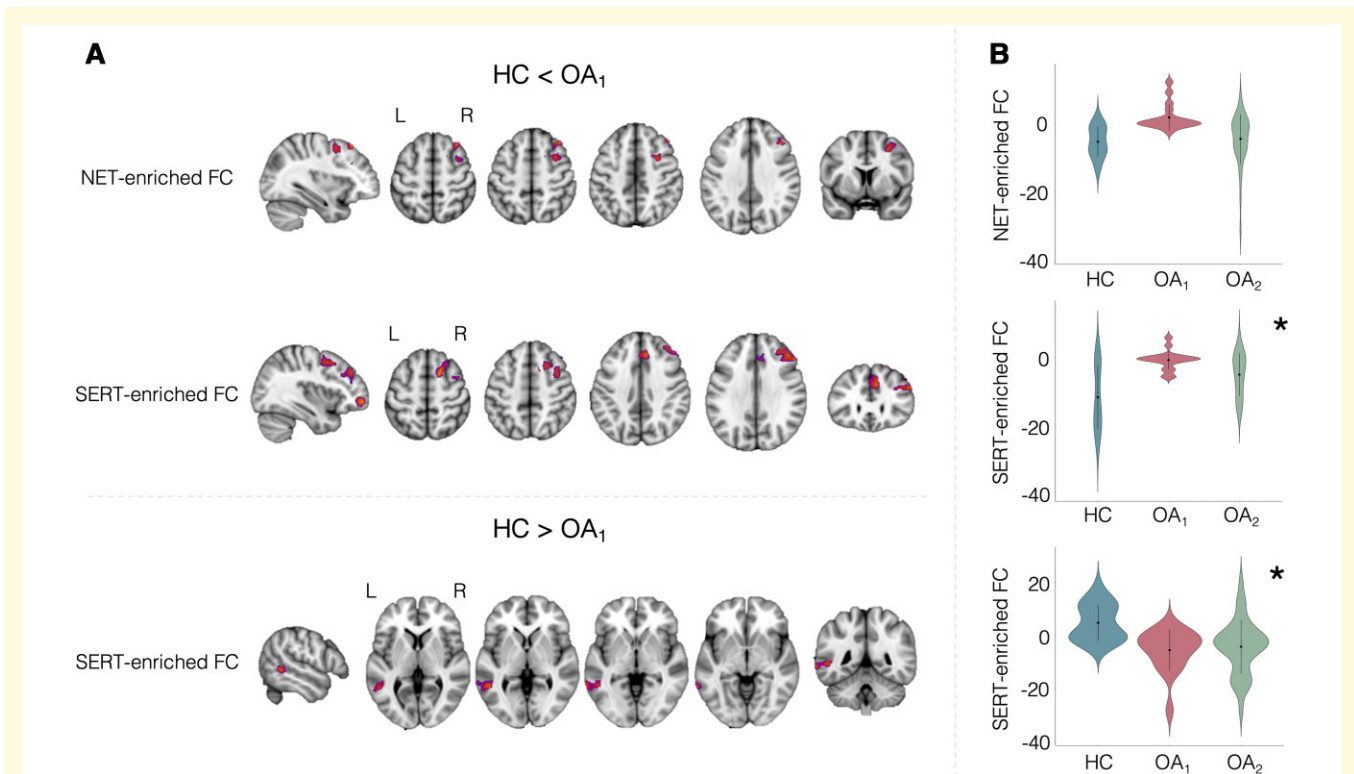 A
HC < OA₁
L R
NET-enriched FC
L R
SERT-enriched FC
HC > OA₁
L R
SERT-enriched FC
B
NET-enriched FC
0
-20
-40
HC OA₁ OA₂
SERT-enriched FC
*
0
-20
-40
HC OA₁ OA₂
SERT-enriched FC
*
20
0
-20
-40
HC OA₁ OA₂